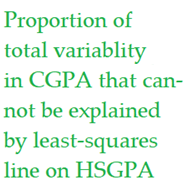 Proportion of
total variablity
in CGPA that can-
not be explained
by least-squares
line on HSGPA